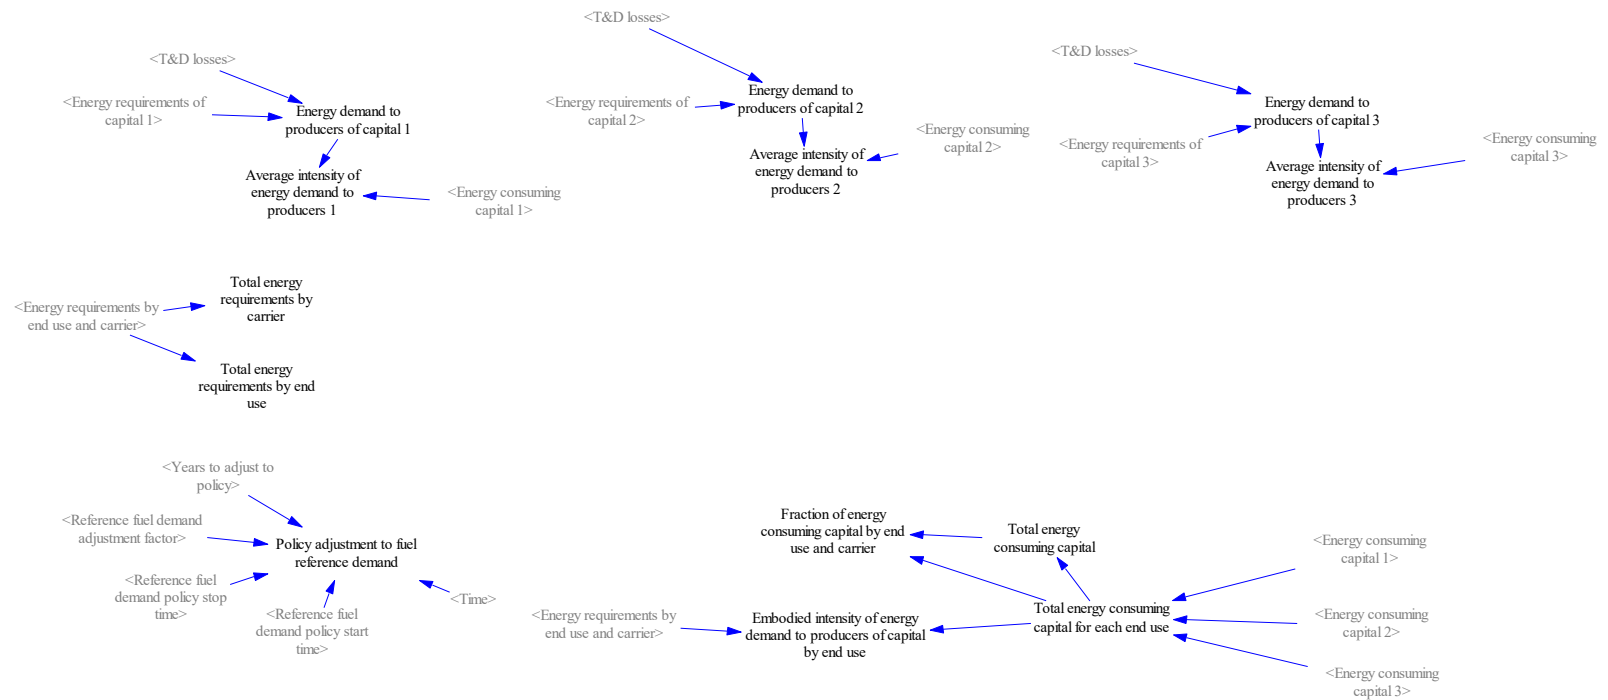 <T&D losses>
<Energy requirements of
capital 1>
Energy demand to
producers of capital 1
Average intensity of
energy demand to
producers 1
<Energy consuming
capital 1>
<T&D losses>
<Energy requirements of
capital 2>
Energy demand to
producers of capital 2
Average intensity of
energy demand to
producers 2
<Energy consuming
capital 2>
<T&D losses>
Energy demand to
producers of capital 3
<Energy requirements of
capital 3>
Average intensity of
energy demand to
producers 3
<Energy consuming
capital 3>
<Energy requirements by
end use and carrier>
Total energy
requirements by
carrier
Total energy
requirements by end
use
<Years to adjust to
policy>
<Reference fuel demand
adjustment factor>
Policy adjustment to fuel
reference demand
<Reference fuel
demand policy stop
time>
<Reference fuel
demand policy start
time>
<Time>
Fraction of energy
consuming capital by end
use and carrier
Total energy
consuming capital
<Energy requirements by
end use and carrier>
Embodied intensity of energy
demand to producers of capital
by end use
Total energy consuming
capital for each end use
<Energy consuming
capital 1>
<Energy consuming
capital 2>
<Energy consuming
capital 3>